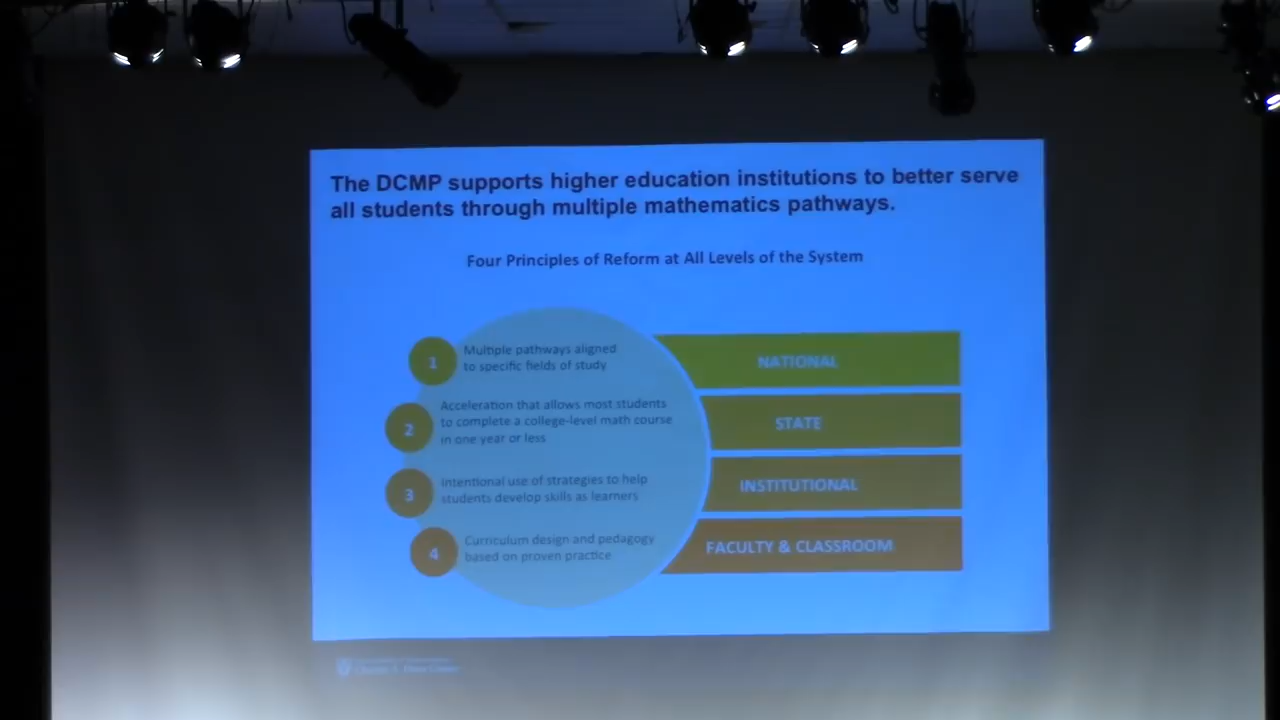 The DCMP supports higher education institutions to better serve
all students through multiple mathematics pathways.
Four Principles of Reform at All Levels of the System
1
Multiple pathways aligned
to specific fields of study
2
Acceleration that allows most students
to complete a college-level math course
in one year or less
3
Intentional use of strategies to help
students develop skills as learners
4
Curriculum design and pedagogy
based on proven practice
NATIONAL
STATE
INSTITUTIONAL
FACULTY & CLASSROOM